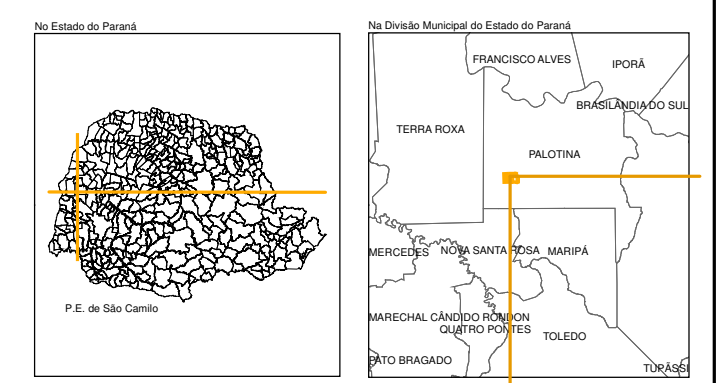 No Estado do Paraná
P.E. de São Camilo
Na Divisão Municipal do Estado do Paraná
FRANCISCO ALVES
IPORÃ
BRASILÂNDIA DO SUL
TERRA ROXA
PALOTINA
MERCEDES
NOVA SANTA ROSA
MARIPÁ
MARECHAL CÂNDIDO RONDON
QUATRO PONTES
TOLEDO
PATO BRAGADO
TUPÃSSI